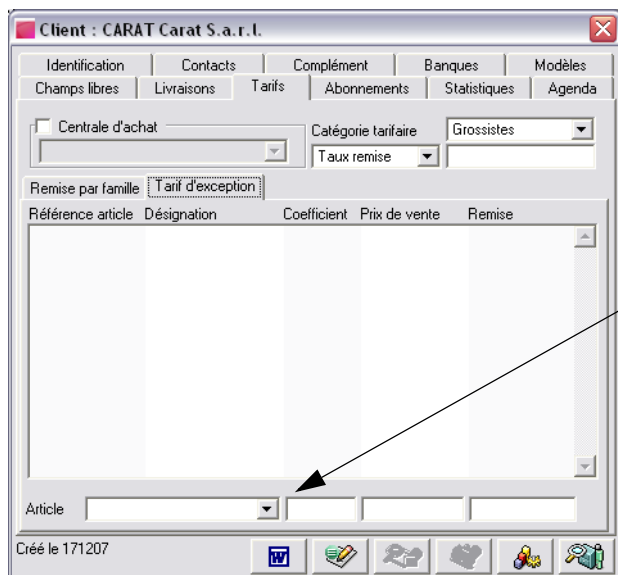 Client : CARAT Carat S.a.r.l.
Identification Contacts Complément Banques Modèles
Champs libres Livraisons Tarifs Abonnements Statistiques Agenda
Centrale d'achat Catégorie tarifaire Grossistes
Taux remise
Remise par famille Tarif d'exception
Référence article Désignation Coefficient Prix de vente Remise
Article
Créé le 171207
W